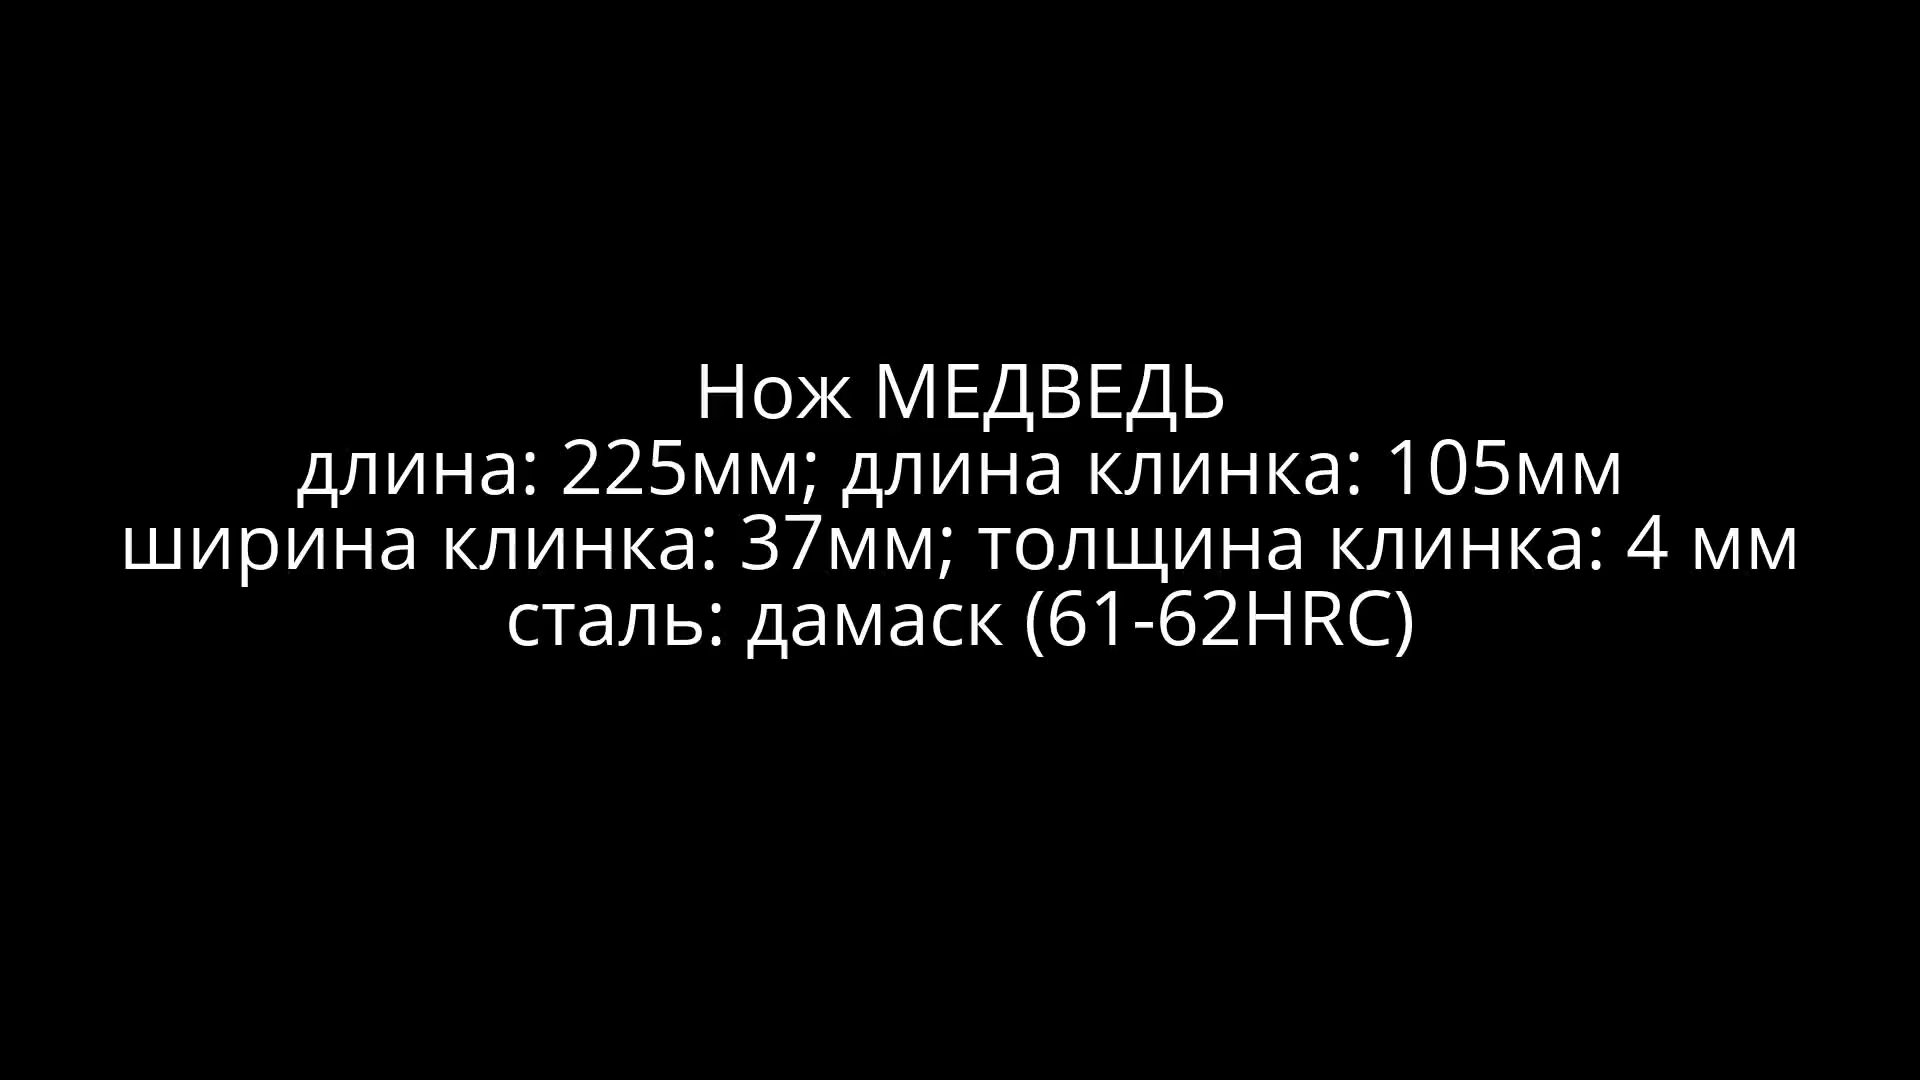 Нож МЕДВЕДЬ
длина: 225мм; длина клинка: 105мм
ширина клинка: 37мм; толщина клинка: 4 мм
сталь: дамаск (61-62HRC)